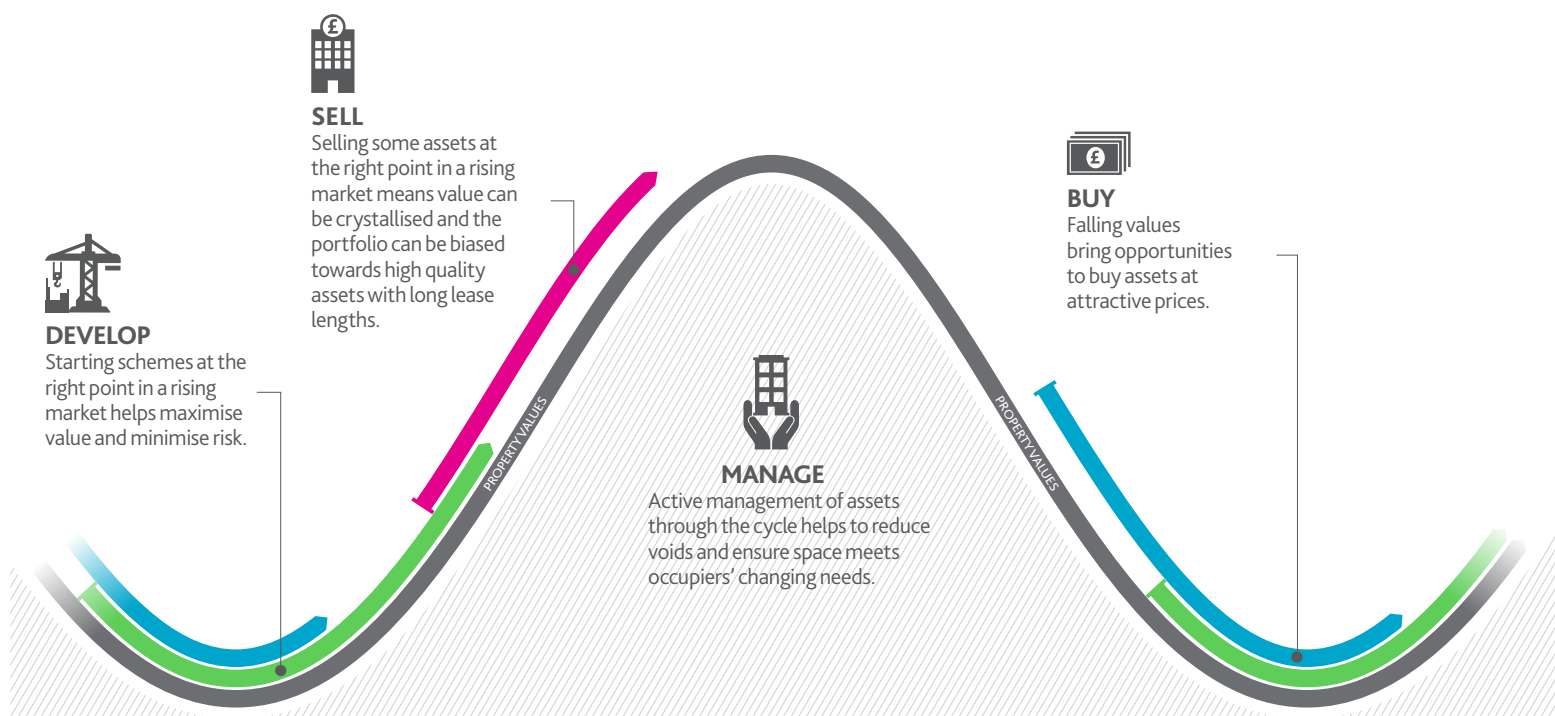 £
SELL
Selling some assets at
the right point in a rising
market means value can
be crystallised and the
portfolio can be biased
towards high quality
assets with long lease
lengths.
£
BUY
Falling values
bring opportunities
to buy assets at
attractive prices.
DEVELOP
Starting schemes at the
right point in a rising
market helps maximise
value and minimise risk.
PROPERTY VALUES
PROPERTY VALUES
MANAGE
Active management of assets
through the cycle helps to reduce
voids and ensure space meets
occupiers’ changing needs.